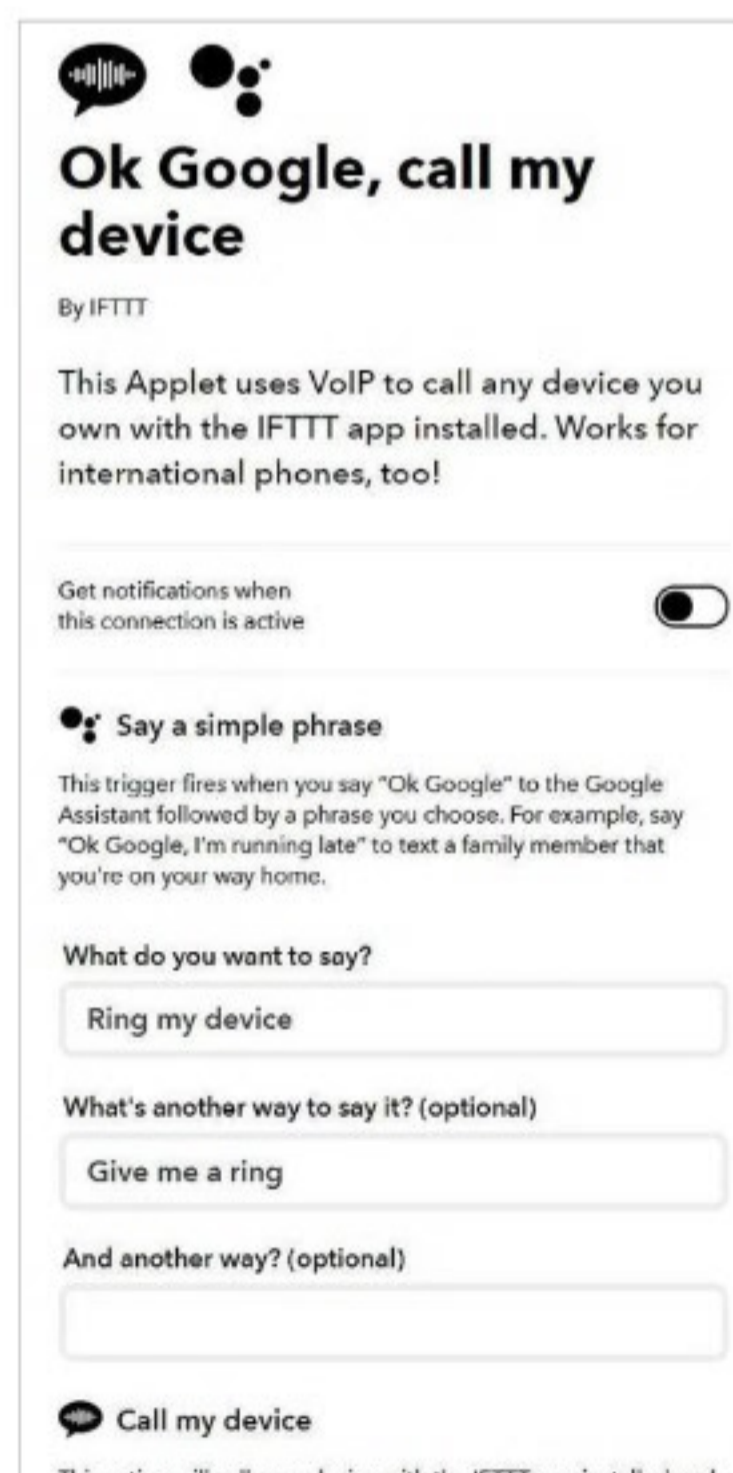 Ok Google, call my
device
By IFTTT
This Applet uses VoIP to call any device you
own with the IFTTT app installed. Works for
international phones, too!
Get notifications when
this connection is active
Say a simple phrase
This trigger fires when you say "Ok Google" to the Google
Assistant followed by a phrase you choose. For example, say
"Ok Google, I'm running late" to text a family member that
you're on your way home.
What do you want to say?
Ring my device
What's another way to say it? (optional)
Give me a ring
And another way? (optional)
Call my device